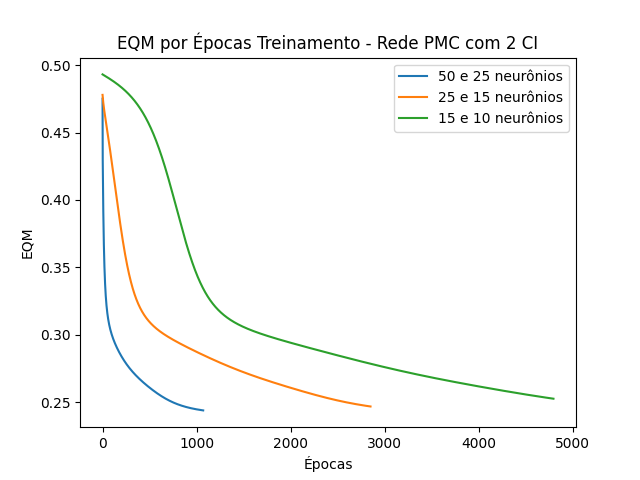 EQM por Épocas Treinamento - Rede PMC com 2 CI
50 e 25 neurônios
25 e 15 neurônios
15 e 10 neurônios
EQM
0.50
0.45
0.40
0.35
0.30
0.25
0 1000 2000 3000 4000 5000
Épocas